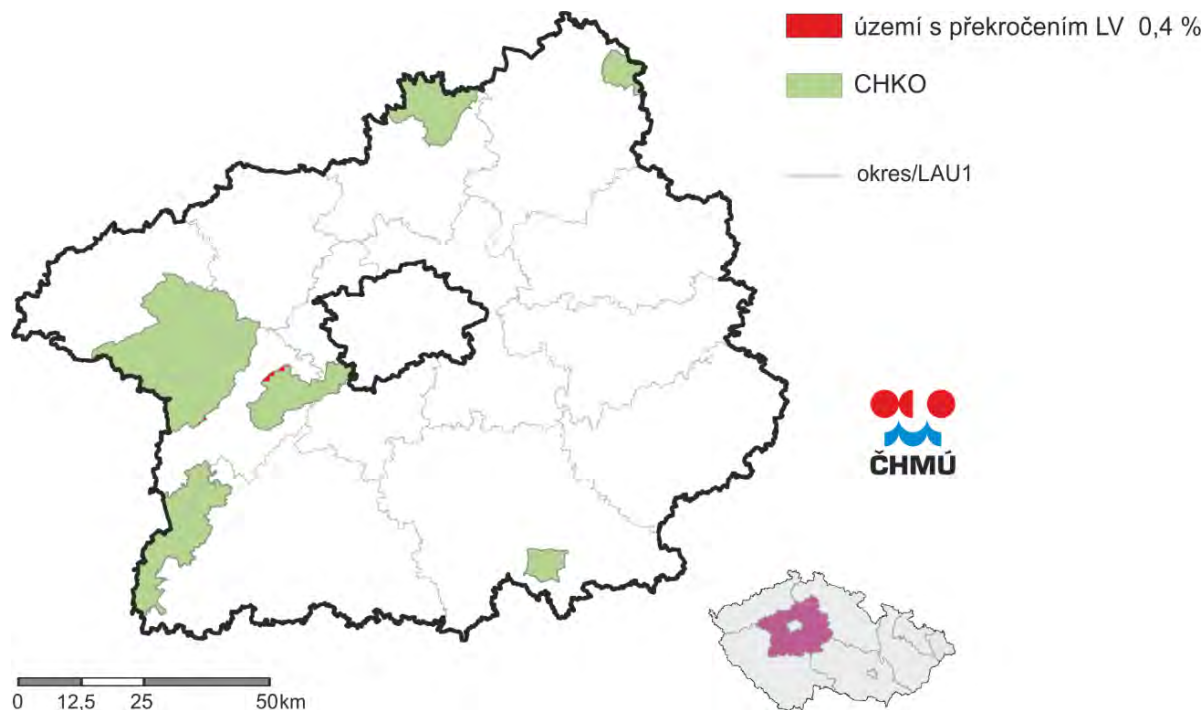 území s překročením LV 0,4 %
CHKO
okres/LAU1
ČHMÚ
0 12,5 25 50km